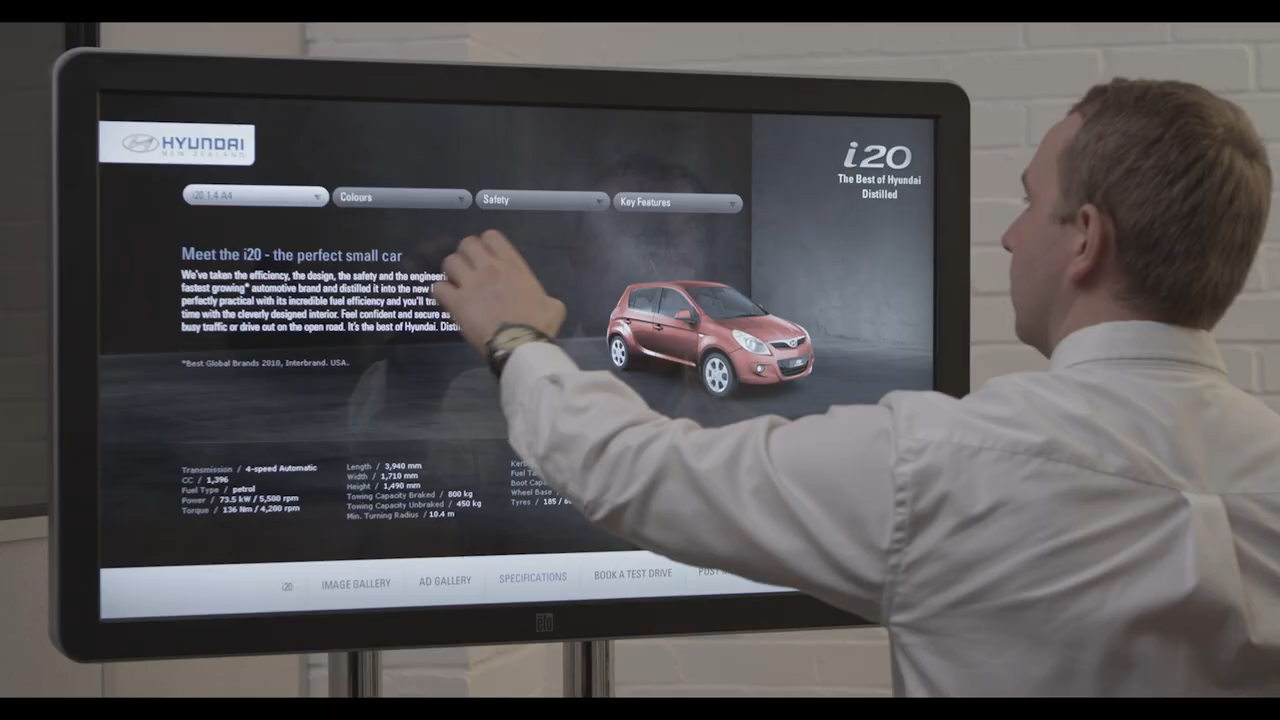 HYUNDAI
NEW ZEALAND
i20
The Best of Hyundai
Distilled
i20 1.4 A4
Colours
Safety
Key Features
Meet the i20 - the perfect small car
We've taken the efficiency, the design, the safety and the
fastest growing* automotive brand and distilled it into the new
perfectly practical with its incredible fuel efficiency and you'll
time with the cleverly designed interior. Feel confident and secure
busy traffic or drive out on the open road. It's the best of Hyundai.
*Best Global Brands 2010, Interbrand. USA.
Transmission / 4-speed Automatic
CC / 1,396
Fuel Type / petrol
Power / 73.5 kW / 5,500 rpm
Torque / 136 Nm / 4,200 rpm
Length / 3,940 mm
Width / 1,710 mm
Height / 1,490 mm
Towing Capacity Braked / 800 kg
Towing Capacity Unbraked / 450 kg
Min. Turning Radius / 10.4 m
Fuel
Boot
Wheel Base
Tyres / 185 /
i20
IMAGE GALLERY
AD GALLERY
SPECIFICATIONS
BOOK A TEST DRIVE
elo